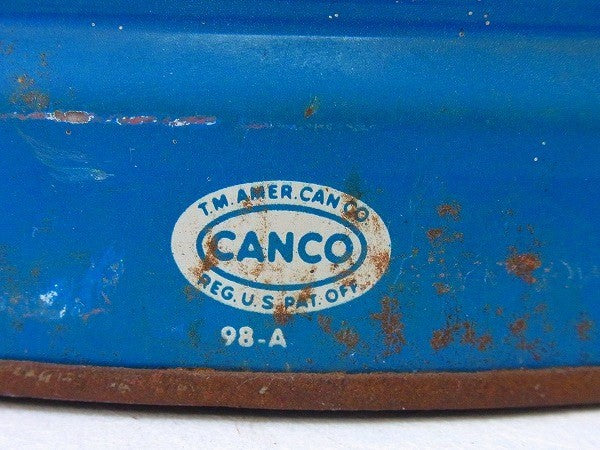 T.M. AMER. CAN CO
CANCO
REG. U.S. PAT. OFF.
98-A